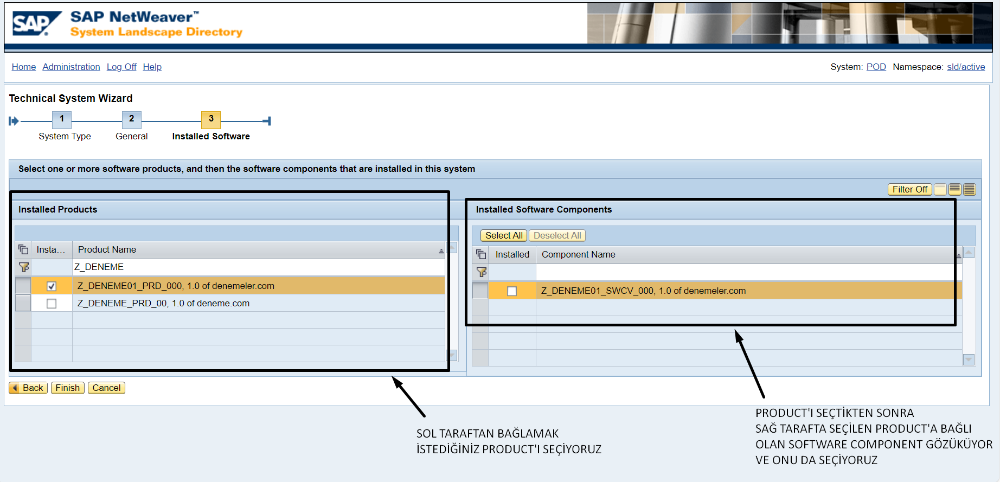 SAP
SAP NetWeaver™
System Landscape Directory
Home Administration Log Off Help
System: POD Namespace: sld/active
Technical System Wizard
1 2 3
System Type General Installed Software
Select one or more software products, and then the software components that are installed in this system
Filter Off
Installed Products
Insta... Product Name
Z_DENEME
Z_DENEME01_PRD_000, 1.0 of denemeler.com
Z_DENEME_PRD_00, 1.0 of deneme.com
Installed Software Components
Select All Deselect All
Installed Component Name
Z_DENEME01_SWCV_000, 1.0 of denemeler.com
Back Finish Cancel
SOL TARAFTAN BAĞLAMAK
İSTEDİĞİNİZ PRODUCT'I SEÇİYORUZ
PRODUCT'I SEÇTİKTEN SONRA
SAĞ TARAFTA SEÇİLEN PRODUCT'A BAĞLI
OLAN SOFTWARE COMPONENT GÖZÜKÜYOR
VE ONU DA SEÇİYORUZ